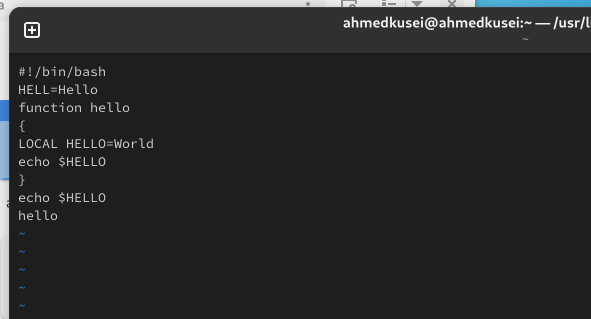 ahmedkusei@ahmedkusei:~ — /usr/l
~
#!/bin/bash
HELL=Hello
function hello
{
LOCAL HELLO=World
echo $HELLO
}
echo $HELLO
hello
~
~
~
~
~